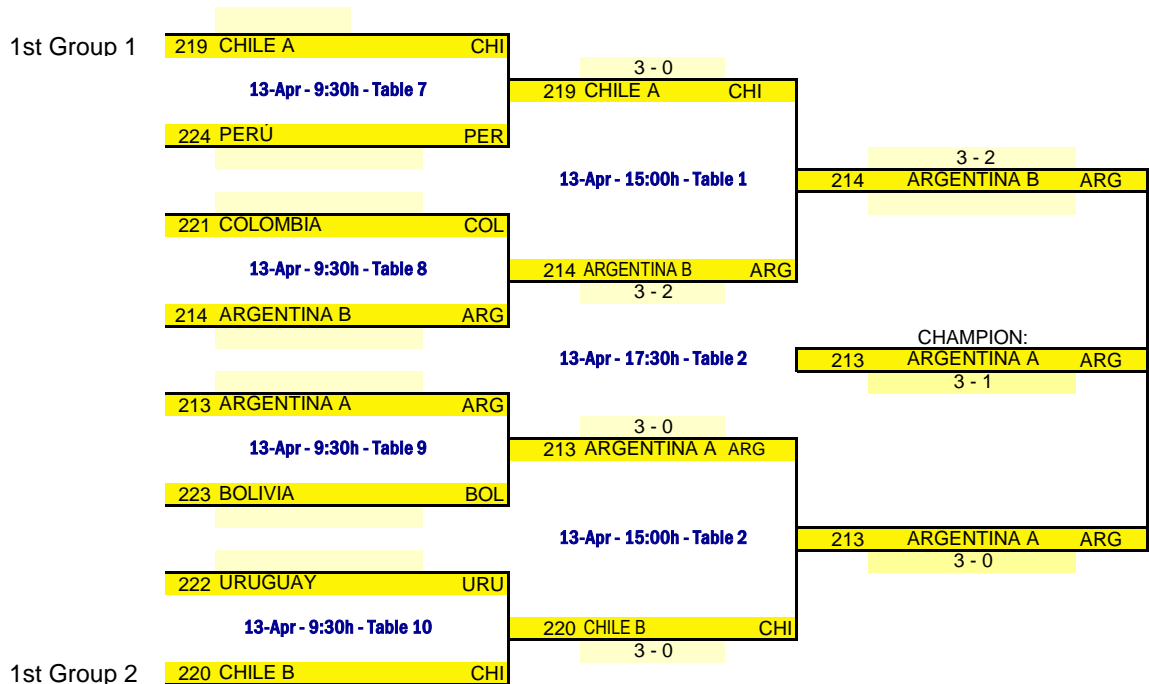 1st Group 1
219 CHILE A CHI
13-Apr - 9:30h - Table 7
224 PERÚ PER
221 COLOMBIA COL
13-Apr - 9:30h - Table 8
214 ARGENTINA B ARG
213 ARGENTINA A ARG
13-Apr - 9:30h - Table 9
223 BOLIVIA BOL
222 URUGUAY URU
13-Apr - 9:30h - Table 10
1st Group 2
220 CHILE B CHI
3 - 0
219 CHILE A CHI
13-Apr - 15:00h - Table 1
214 ARGENTINA B ARG
3 - 2
13-Apr - 17:30h - Table 2
3 - 0
213 ARGENTINA A ARG
13-Apr - 15:00h - Table 2
220 CHILE B CHI
3 - 0
3 - 2
214 ARGENTINA B ARG
CHAMPION:
213 ARGENTINA A ARG
3 - 1
213 ARGENTINA A ARG
3 - 0